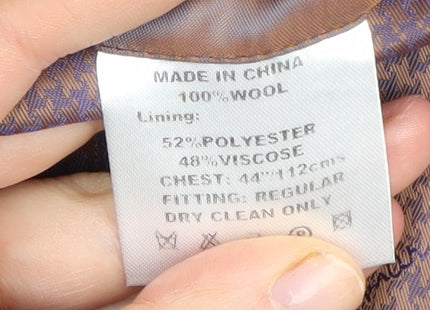 MADE IN CHINA
100%WOOL
Lining:
52%POLYESTER
48%VISCOSE
CHEST: 44"/112cms
FITTING: REGULAR
DRY CLEAN ONLY
P